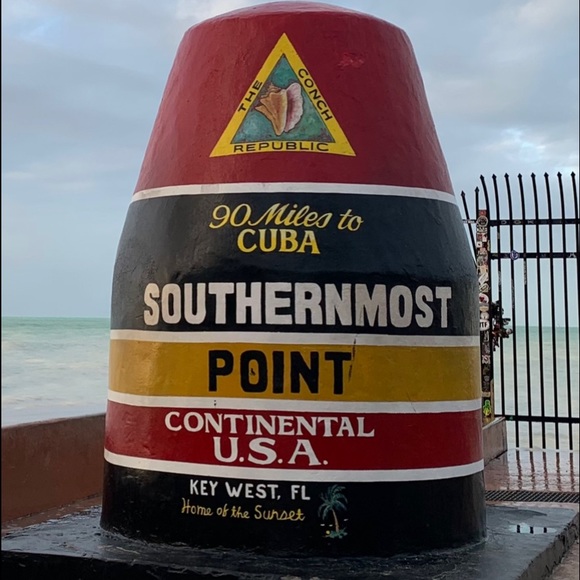 THE CONCH
REPUBLIC
90 Miles to
CUBA
SOUTHERNMOST
POINT
CONTINENTAL
U.S.A.
KEY WEST, FL
Home of the Sunset